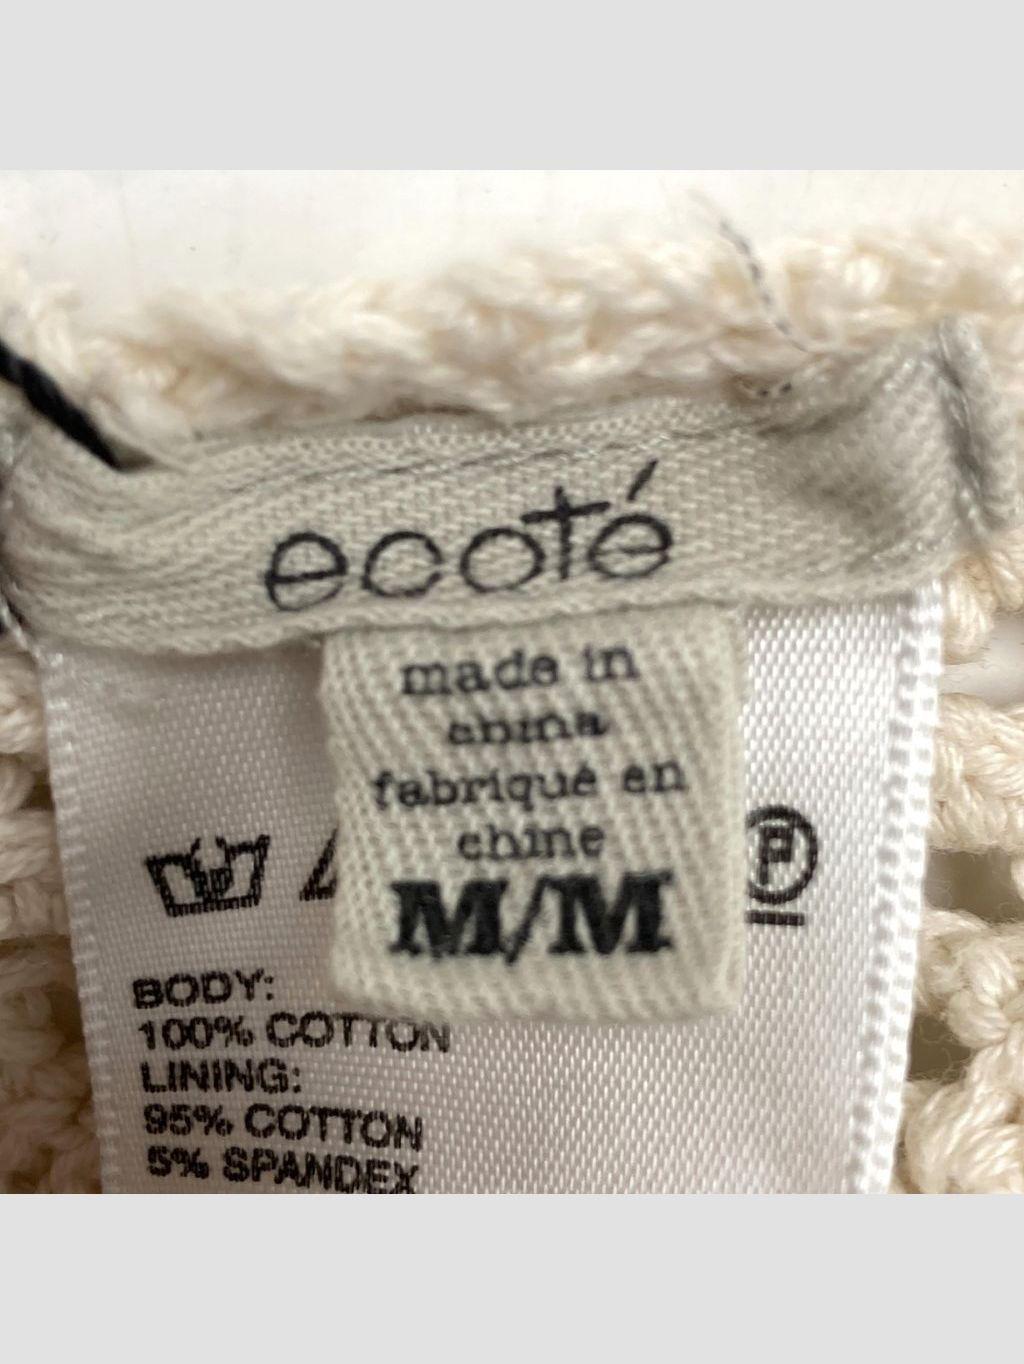 ecoté
made in
china
fabriqué en
chine
M/M
P
BODY:
100% COTTON
LINING:
95% COTTON
5% SPANDEX